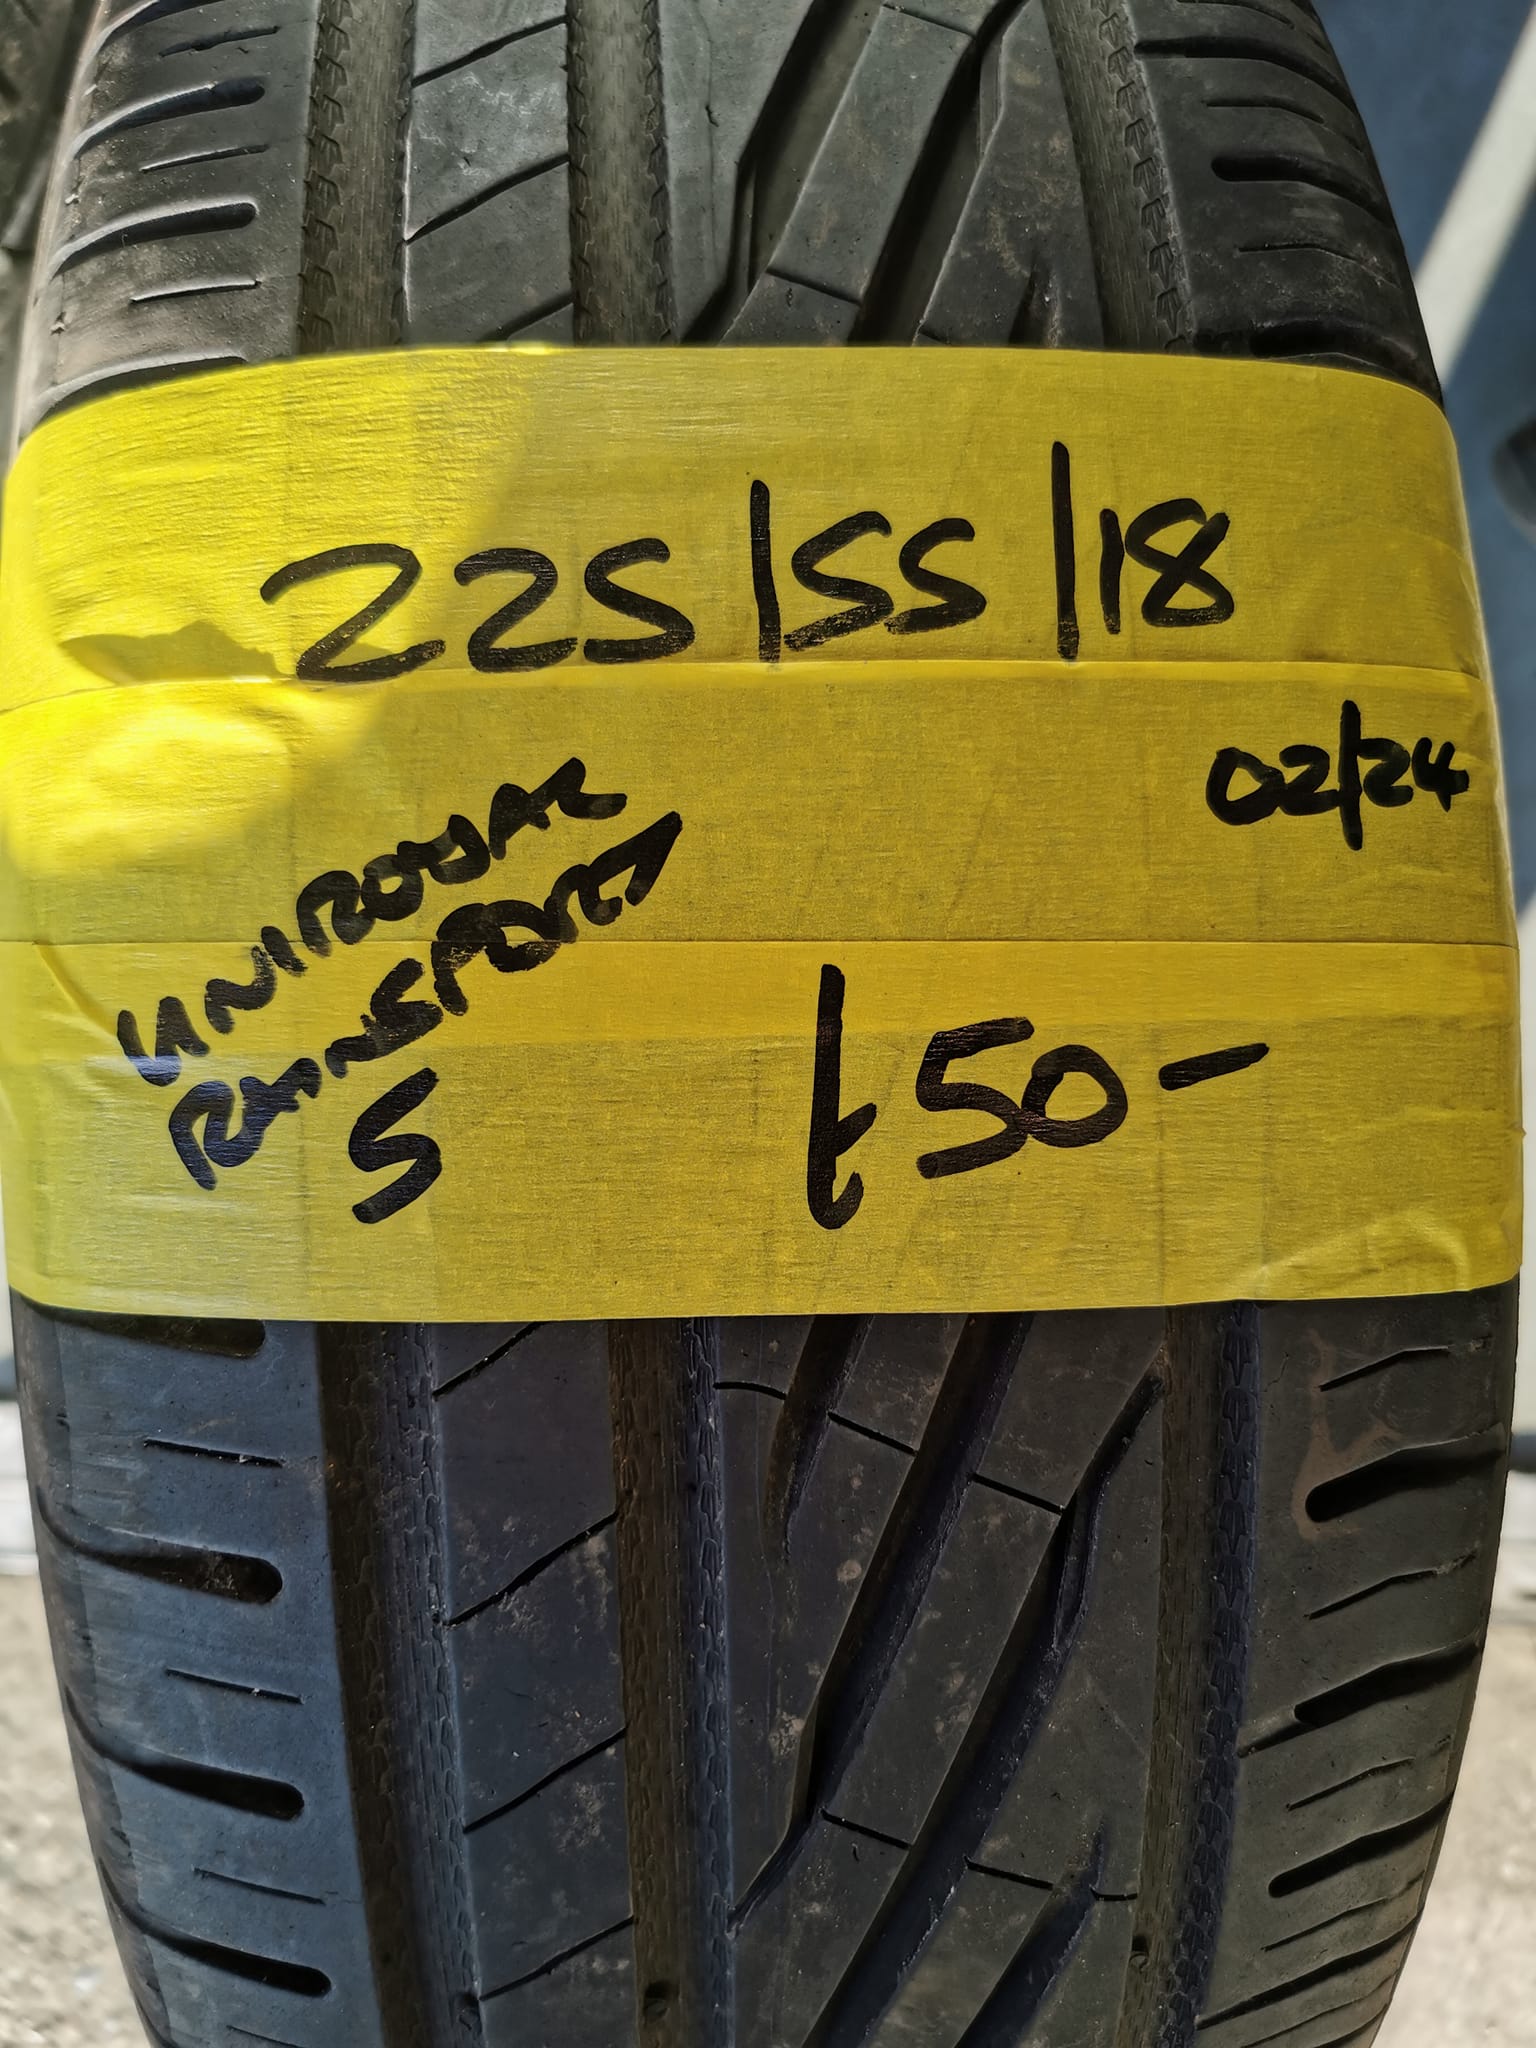 225/55/18
02/24
UNIROYAL
RAINSPORT
5
£50-